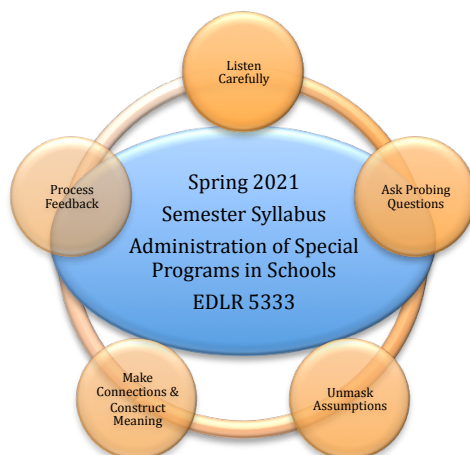 Listen
Carefully
Process
Feedback
Spring 2021
Semester Syllabus
Administration of Special
Programs in Schools
EDLR 5333
Ask Probing
Questions
Make
Connections &
Construct
Meaning
Unmask
Assumptions